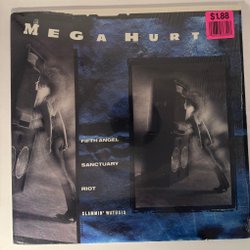 $1.88
MEGA HURT
FIFTH ANGEL
SANCTUARY
RIOT
SLAMMIN' WATUSIS